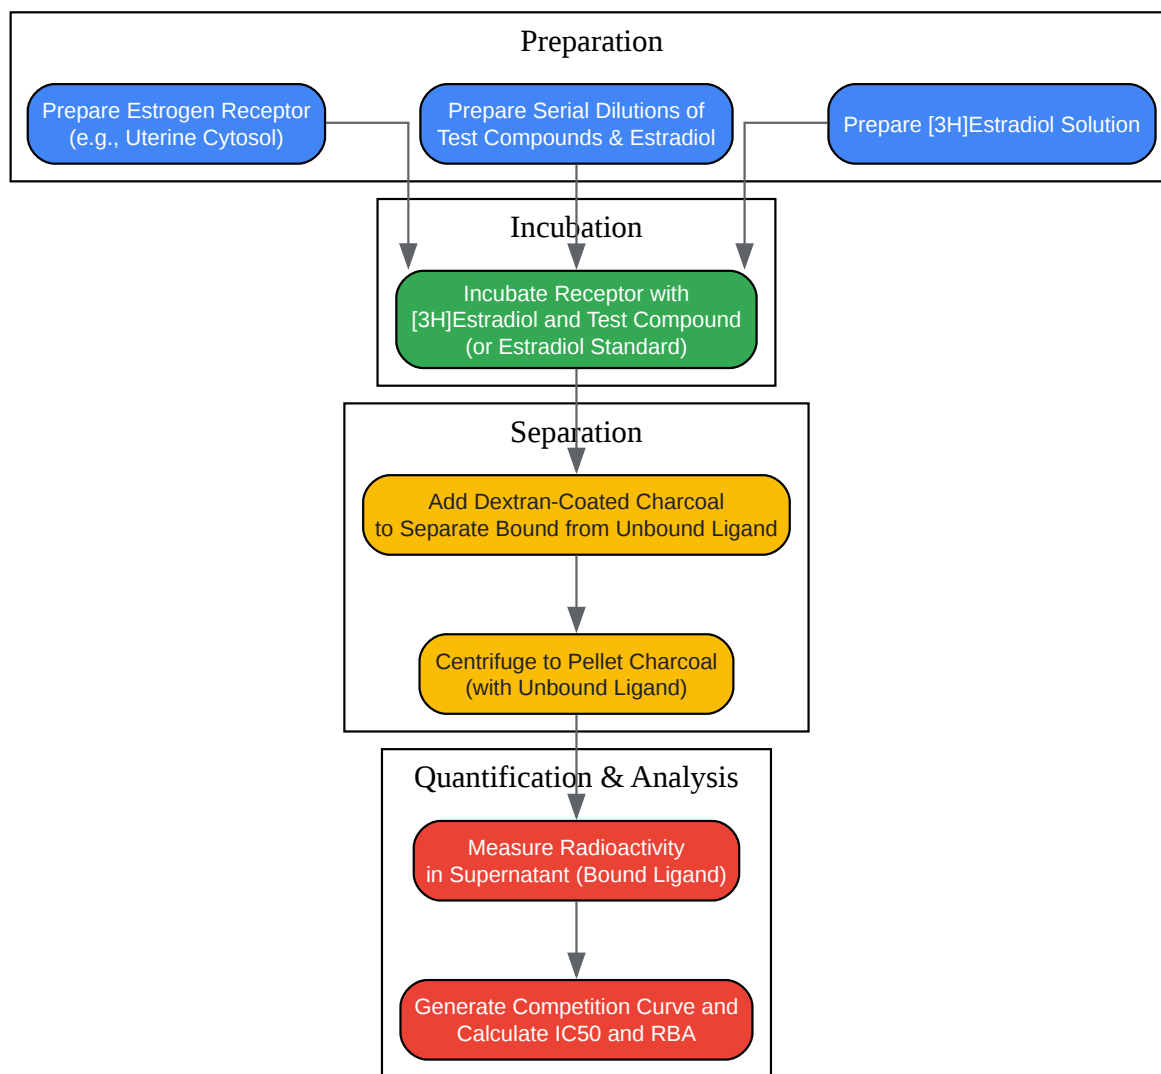 Preparation
Prepare Estrogen Receptor
(e.g., Uterine Cytosol)
Prepare Serial Dilutions of
Test Compounds & Estradiol
Prepare [3H]Estradiol Solution
Incubation
Incubate Receptor with
[3H]Estradiol and Test Compound
(or Estradiol Standard)
Separation
Add Dextran-Coated Charcoal
to Separate Bound from Unbound Ligand
Centrifuge to Pellet Charcoal
(with Unbound Ligand)
Quantification & Analysis
Measure Radioactivity
in Supernatant (Bound Ligand)
Generate Competition Curve and
Calculate IC50 and RBA